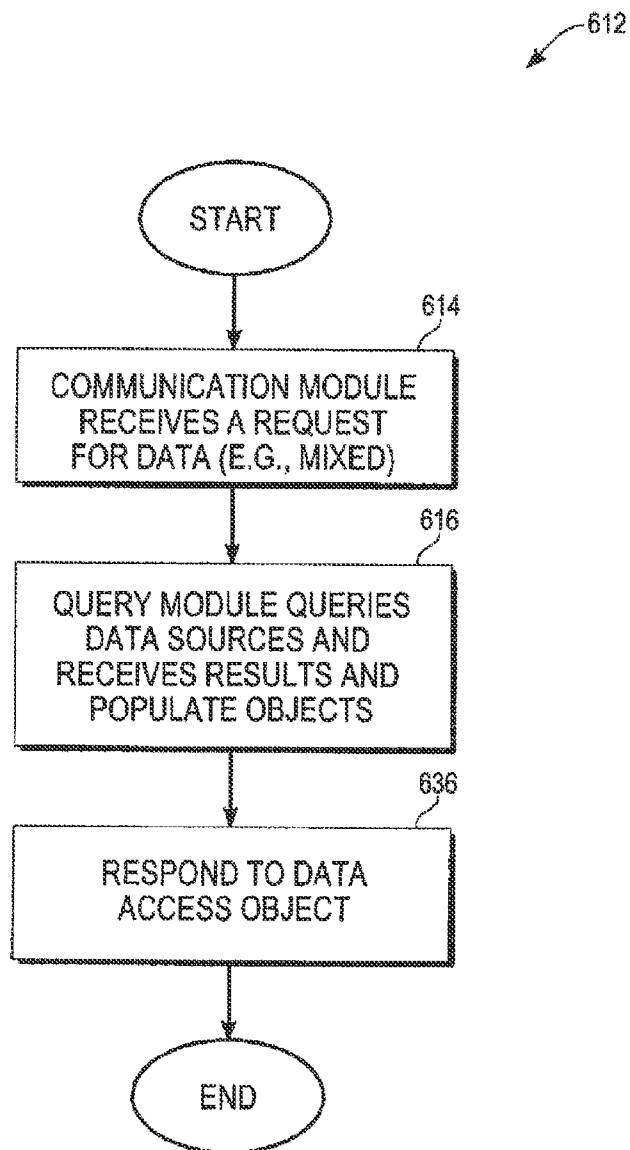 612
START
614
COMMUNICATION MODULE
RECEIVES A REQUEST
FOR DATA (E.G., MIXED)
616
QUERY MODULE QUERIES
DATA SOURCES AND
RECEIVES RESULTS AND
POPULATE OBJECTS
636
RESPOND TO DATA
ACCESS OBJECT
END